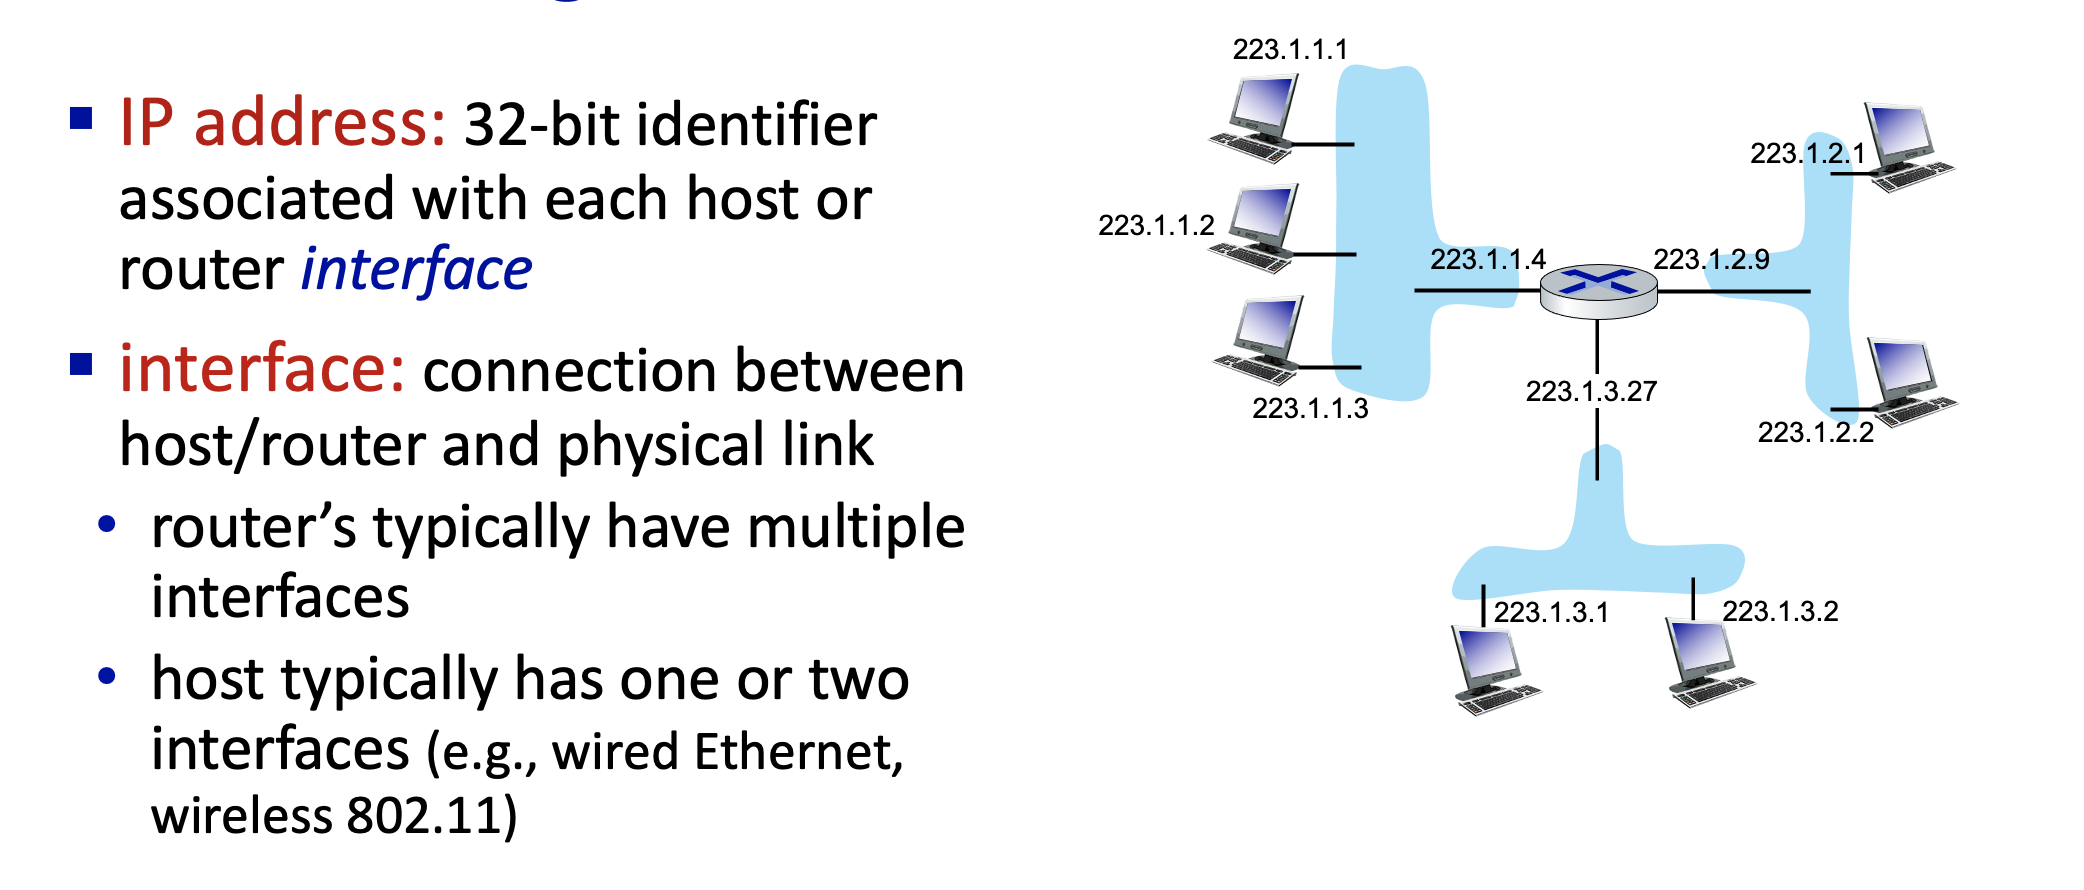 IP address: 32-bit identifier
associated with each host or
router interface
interface: connection between
host/router and physical link
router’s typically have multiple
interfaces
host typically has one or two
interfaces (e.g., wired Ethernet,
wireless 802.11)
223.1.1.1
223.1.1.2
223.1.1.3
223.1.1.4
223.1.2.9
223.1.2.1
223.1.2.2
223.1.3.27
223.1.3.1
223.1.3.2